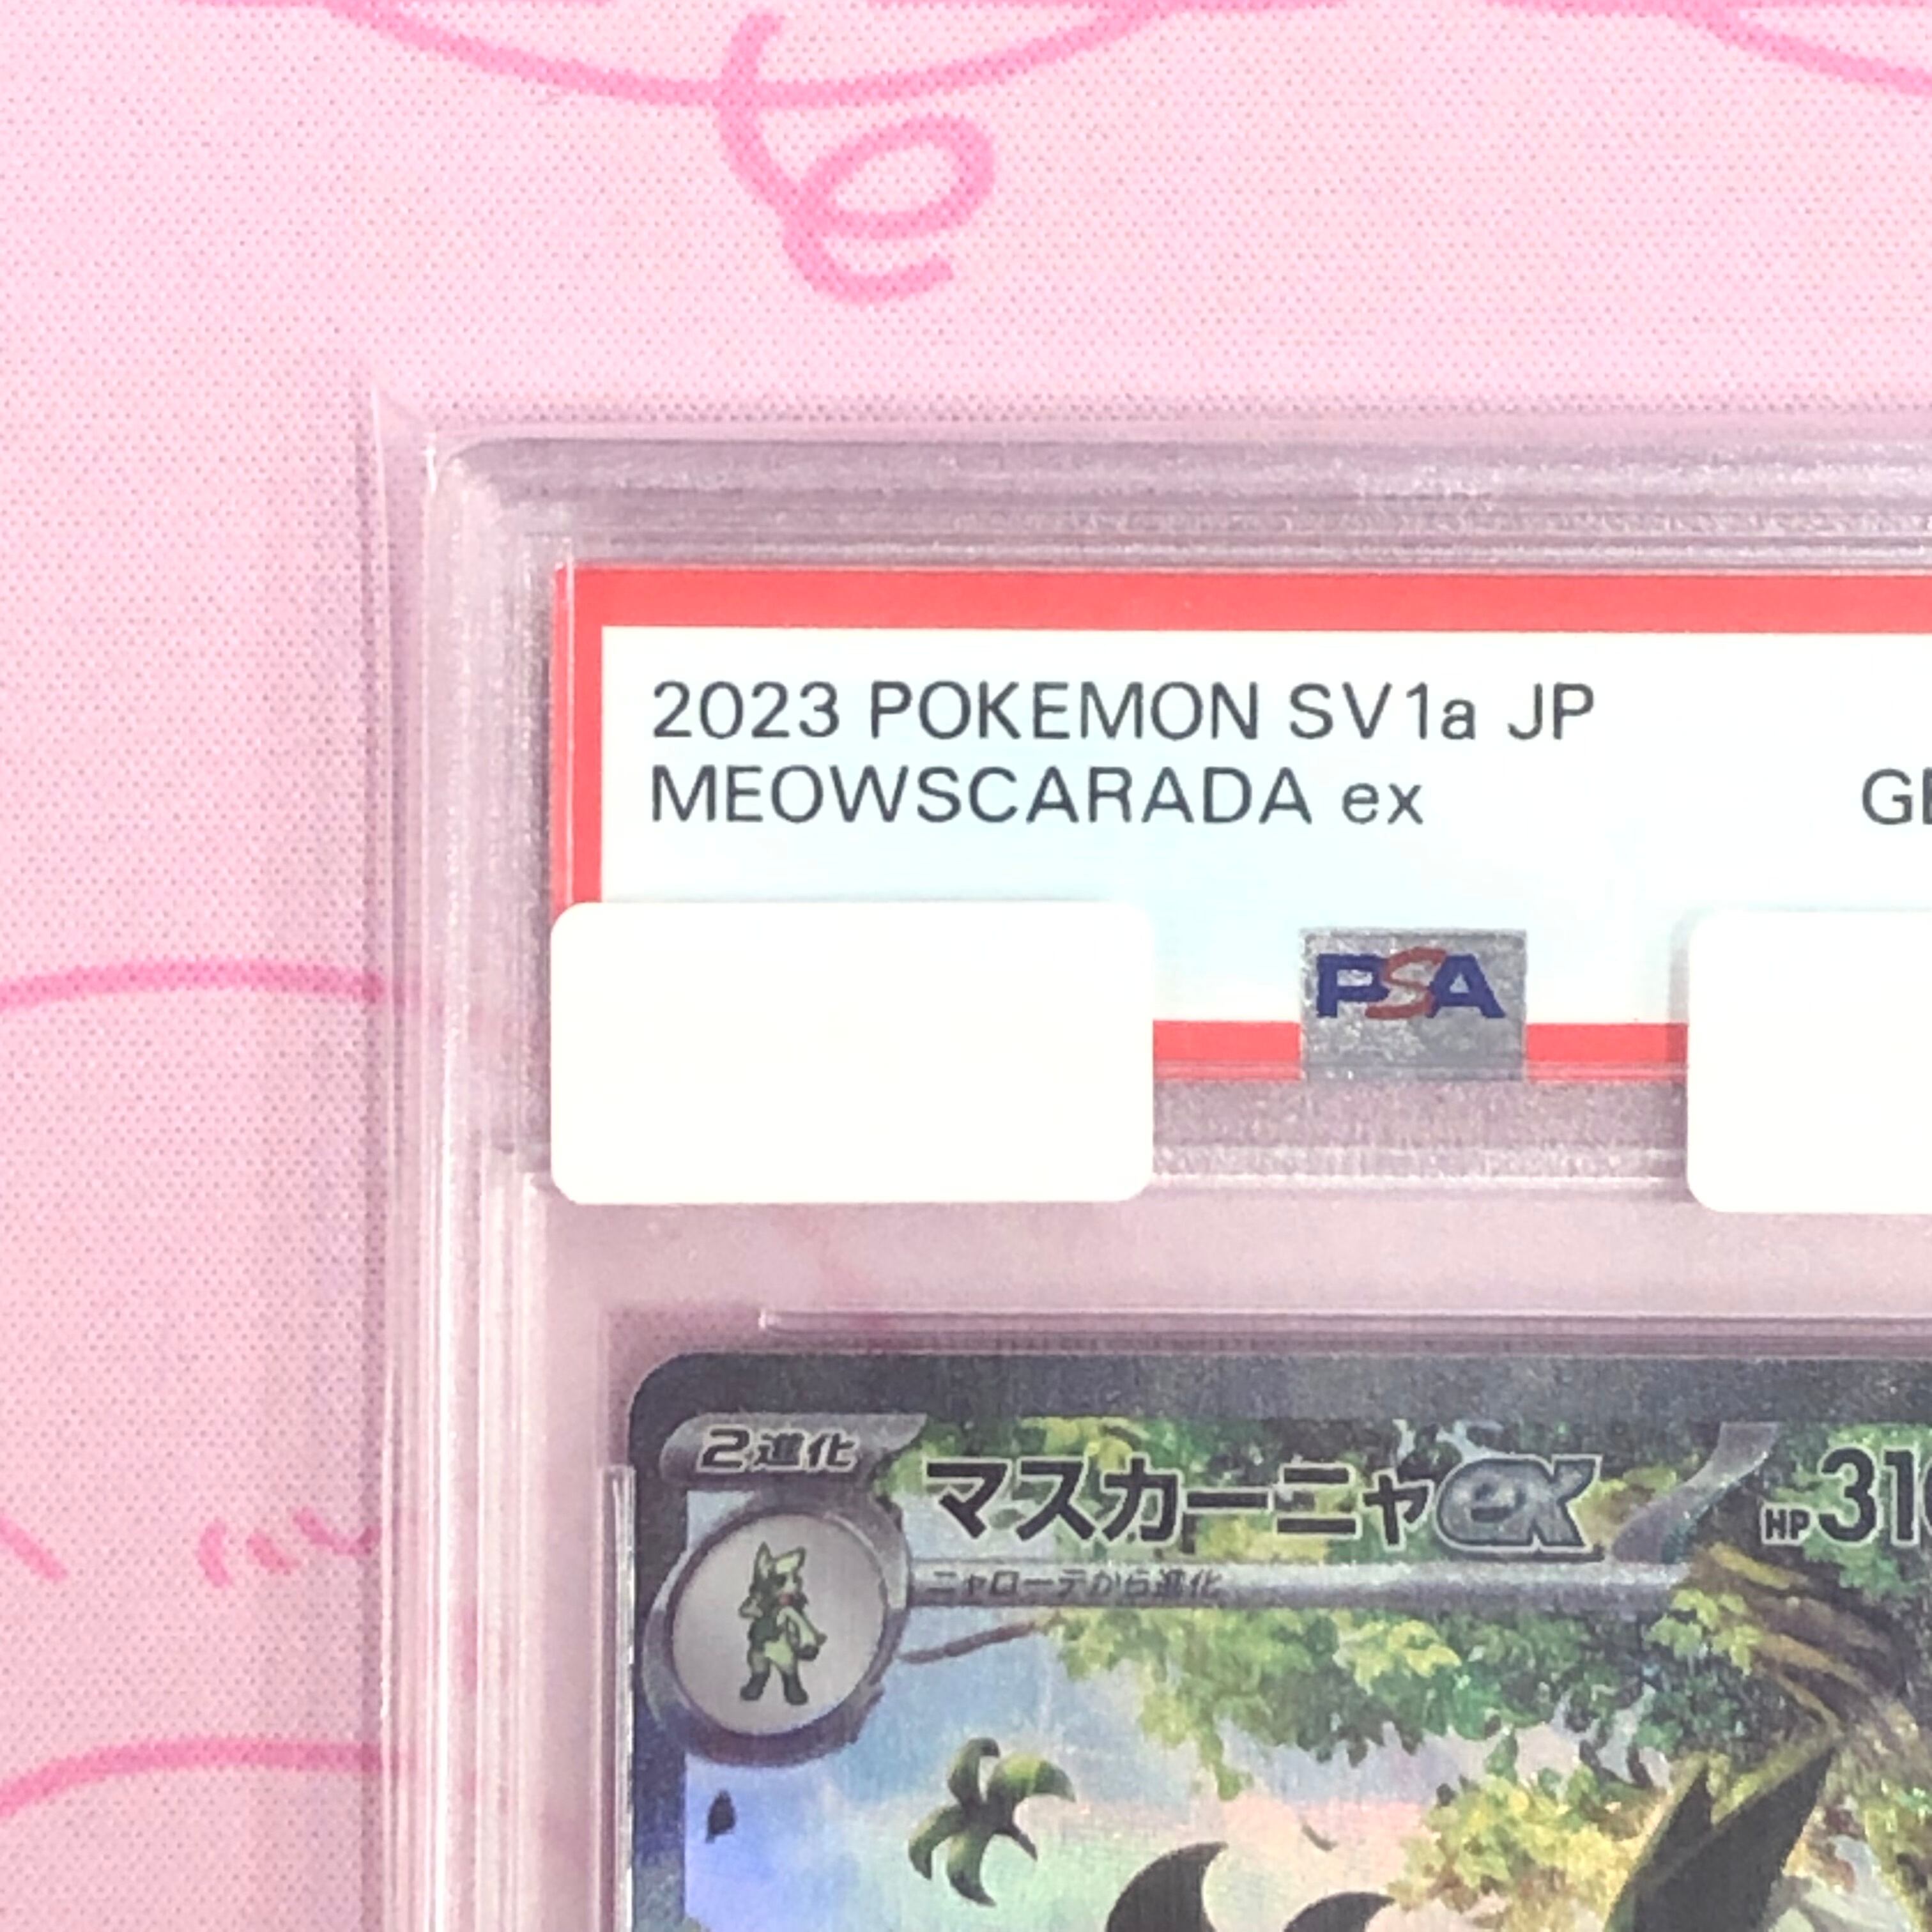 2023 POKEMON SV1a JP
MEOWSCARADA ex
PSA
2進化
マスカーニャex
HP
ニャローテから進化